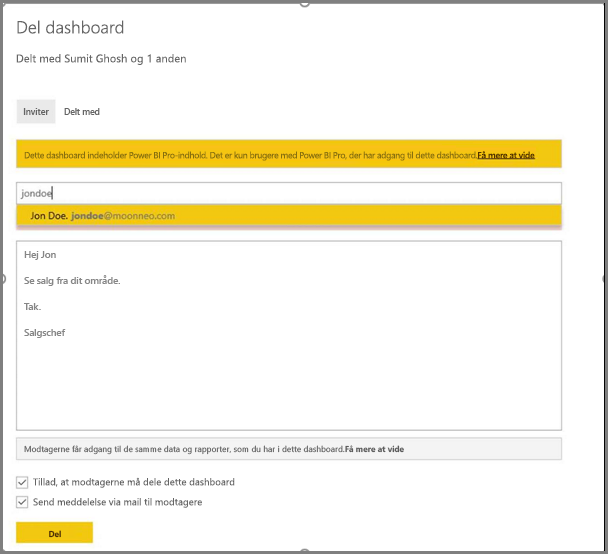 Del dashboard
Delt med Sumit Ghosh og 1 anden
Inviter Delt med
Dette dashboard indeholder Power BI Pro-indhold. Det er kun brugere med Power BI Pro, der har adgang til dette dashboard.Få mere at vide
jondoe
Jon Doe. jondoe@moonneo.com
Hej Jon
Se salg fra dit område.
Tak.
Salgschef
Modtagerne får adgang til de samme data og rapporter, som du har i dette dashboard.Få mere at vide
Tillad, at modtagerne må dele dette dashboard
Send meddelelse via mail til modtagere
Del